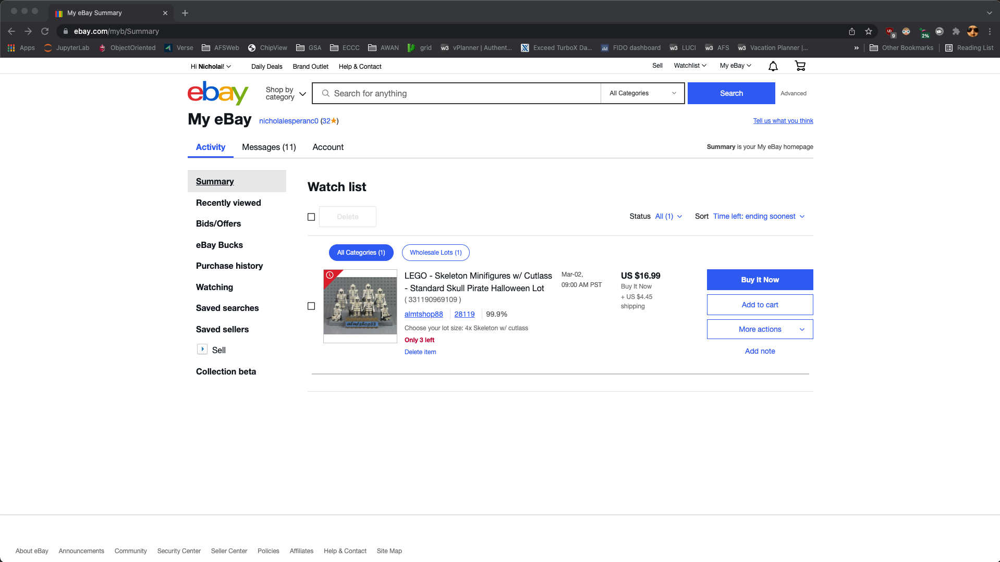 My eBay Summary
ebay.com/myb/Summary
9
2%
Apps JupyterLab ObjectOriented Verse AFSWeb ChipView GSA ECCC AWAN grid w3 vPlanner | Authent... Exceed TurboX Da... FIDO dashboard w3 LUCI w3 AFS w3 Vacation Planner |... » Other Bookmarks Reading List
Hi Nicholai! Daily Deals Brand Outlet Help & Contact Sell Watchlist My eBay
ebay
Shop by
category
Search for anything All Categories Search Advanced
My eBay nicholalesperanc0 (32★) Tell us what you think
Activity Messages (11) Account Summary is your My eBay homepage
Summary
Recently viewed
Bids/Offers
eBay Bucks
Purchase history
Watching
Saved searches
Saved sellers
Sell
Collection beta
Watch list
Delete Status All (1) Sort Time left: ending soonest
All Categories (1) Wholesale Lots (1)
almtshop88
LEGO - Skeleton Minifigures w/ Cutlass
- Standard Skull Pirate Halloween Lot
( 331190969109 )
almtshop88 28119 99.9%
Choose your lot size: 4x Skeleton w/ cutlass
Only 3 left
Delete item
Mar-02,
09:00 AM PST
US $16.99
Buy It Now
+ US $4.45
shipping
Buy It Now
Add to cart
More actions
Add note
About eBay Announcements Community Security Center Seller Center Policies Affiliates Help & Contact Site Map